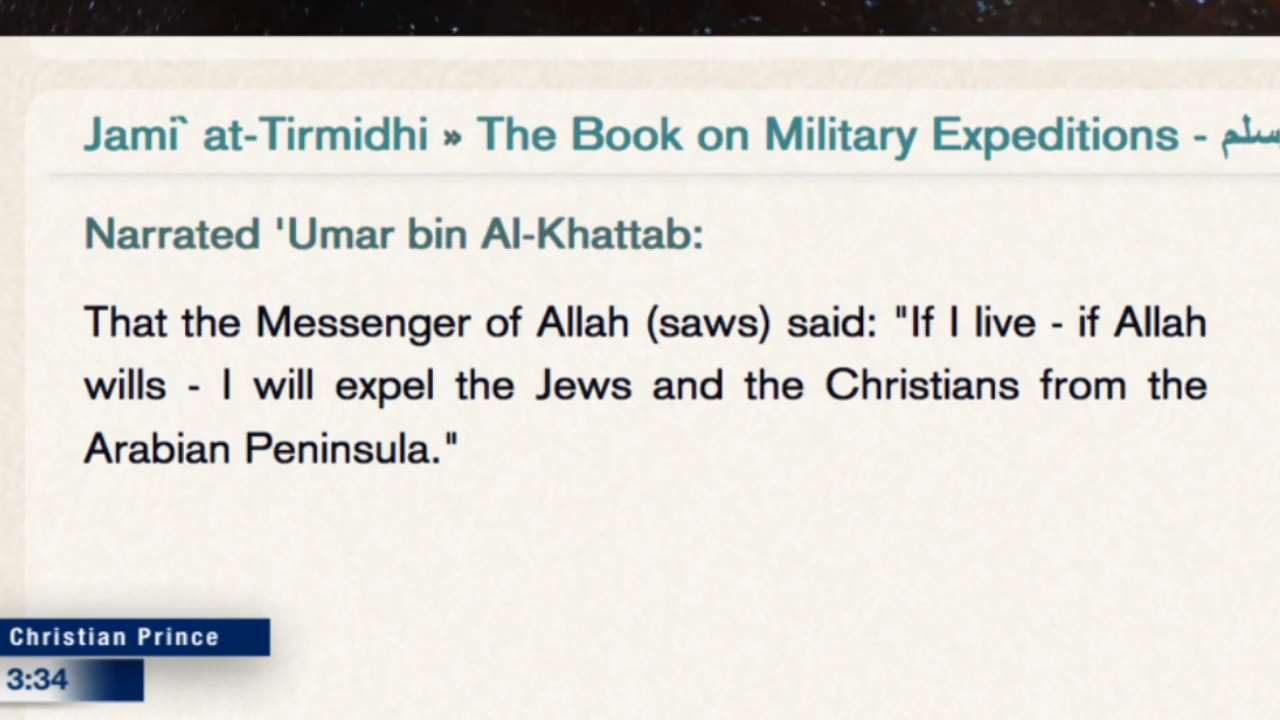 Jami` at-Tirmidhi » The Book on Military Expeditions -
Narrated 'Umar bin Al-Khattab:
That the Messenger of Allah (saws) said: "If I live - if Allah
wills - I will expel the Jews and the Christians from the
Arabian Peninsula."
Christian Prince
3:34